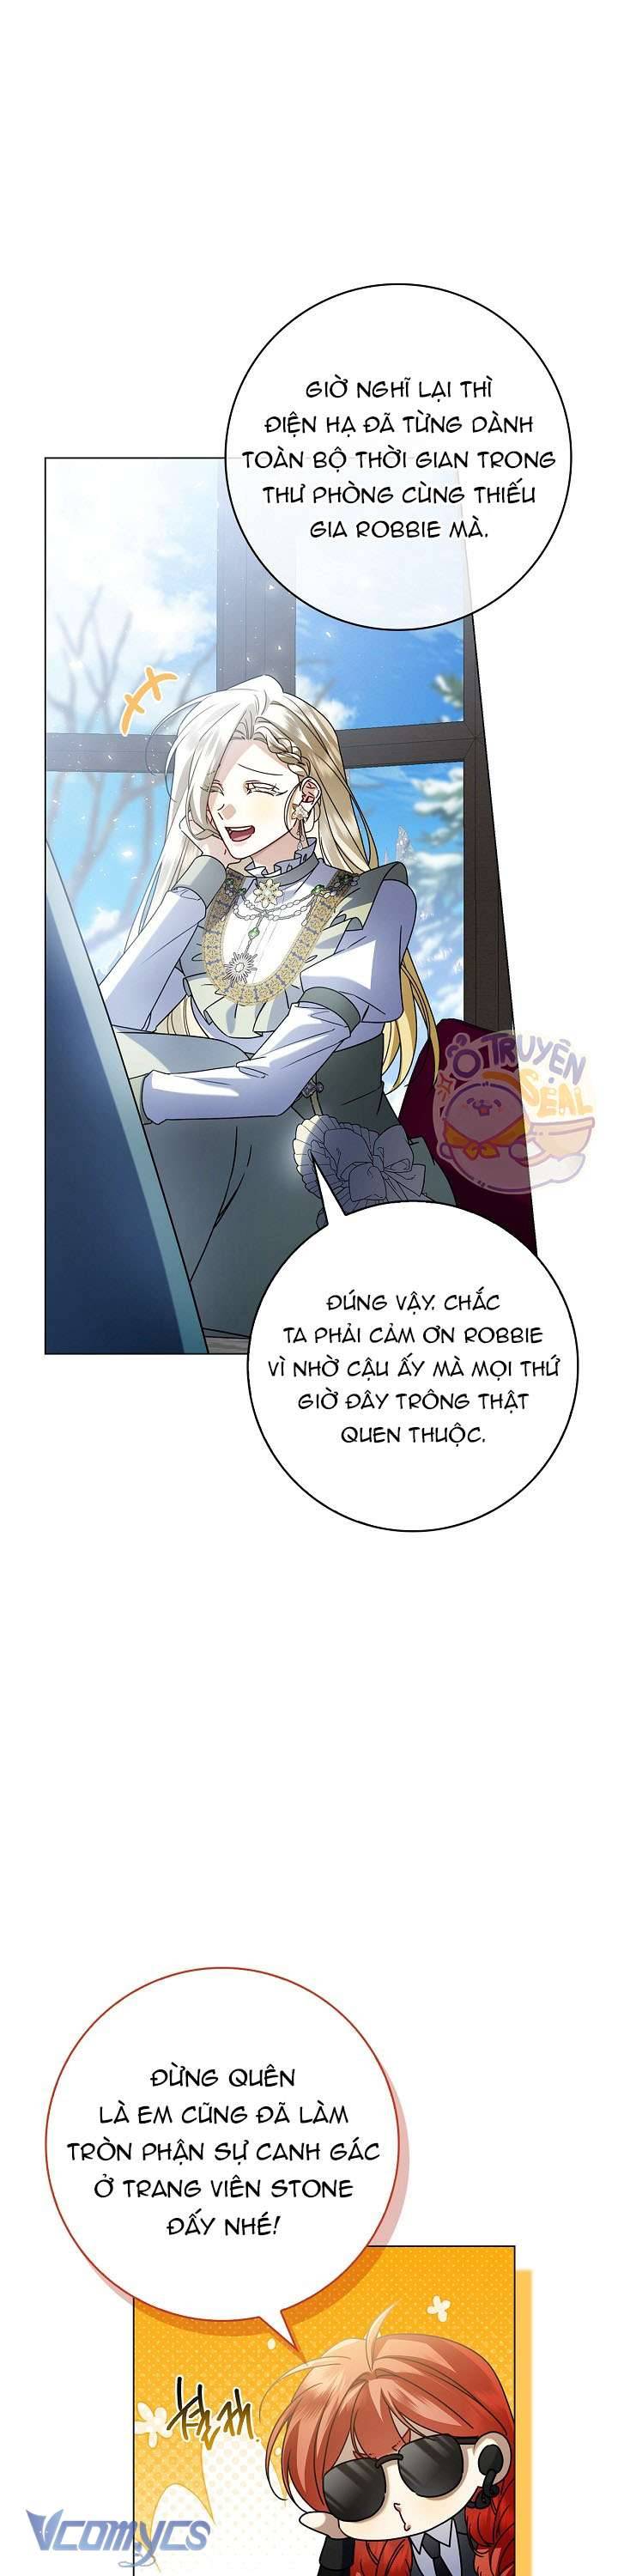 GIỜ NGHĨ LẠI THÌ
ĐIỆN HẠ ĐÃ TỪNG DÀNH
TOÀN BỘ THỜI GIAN TRONG
THƯ PHÒNG CÙNG THIẾU
GIA ROBBIE MÀ.
Ổ TRUYỆN
SEAL
ĐÚNG VẬY. CHẮC
TA PHẢI CẢM ƠN ROBBIE
VÌ NHỜ CẬU ẤY MÀ MỌI THỨ
GIỜ ĐÂY TRÔNG THẬT
QUEN THUỘC.
ĐỪNG QUÊN
LÀ EM CŨNG ĐÃ LÀM
TRÒN PHẬN SỰ CANH GÁC
Ở TRANG VIÊN STONE
ĐẤY NHÉ!
Vcomycs